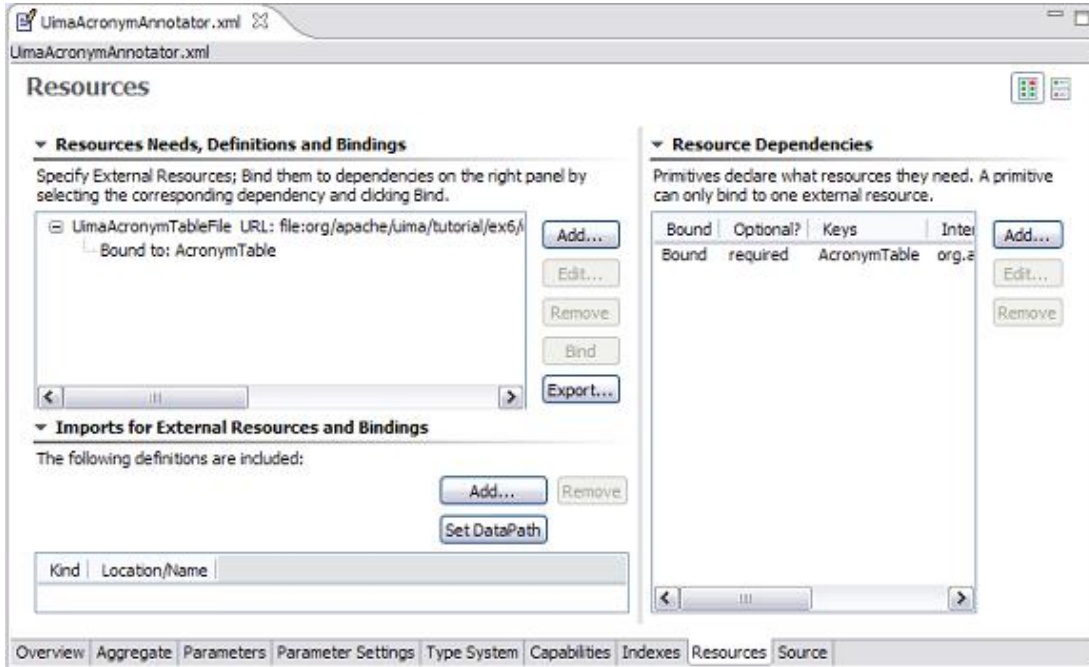 UimaAcronymAnnotator.xml
UimaAcronymAnnotator.xml
Resources
Resources Needs, Definitions and Bindings
Specify External Resources; Bind them to dependencies on the right panel by
selecting the corresponding dependency and clicking Bind.
UimaAcronymTableFile URL: file:org/apache/uima/tutorial/ex6/
Bound to: AcronymTable
Add...
Edit...
Remove
Bind
Export...
Imports for External Resources and Bindings
The following definitions are included:
Add... Remove
Set DataPath
Kind Location/Name
Resource Dependencies
Primitives declare what resources they need. A primitive
can only bind to one external resource.
Bound Optional? Keys Inter
Bound required AcronymTable org.a
Add...
Edit...
Remove
Overview Aggregate Parameters Parameter Settings Type System Capabilities Indexes Resources Source